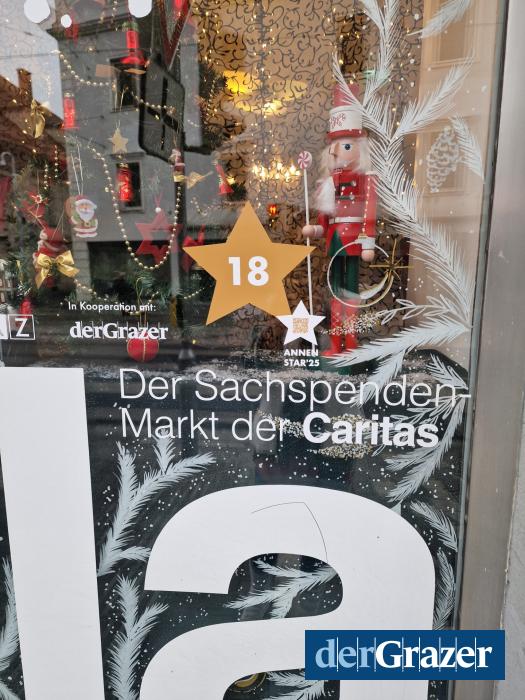 18
In Kooperation mit:
Z
derGrazer
ANNEN
STAR'25
Der Sachspenden-
Markt der Caritas
la
derGrazer